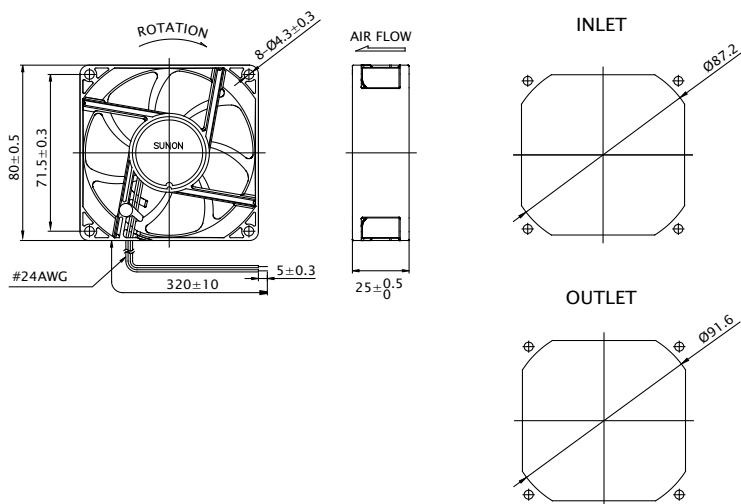 ROTATION
8-Ø4.3±0.3
80±0.5
71.5±0.3
SUNON
#24AWG
5±0.3
320±10
AIR FLOW
25±0.5 0
INLET
Ø87.2
OUTLET
Ø91.6